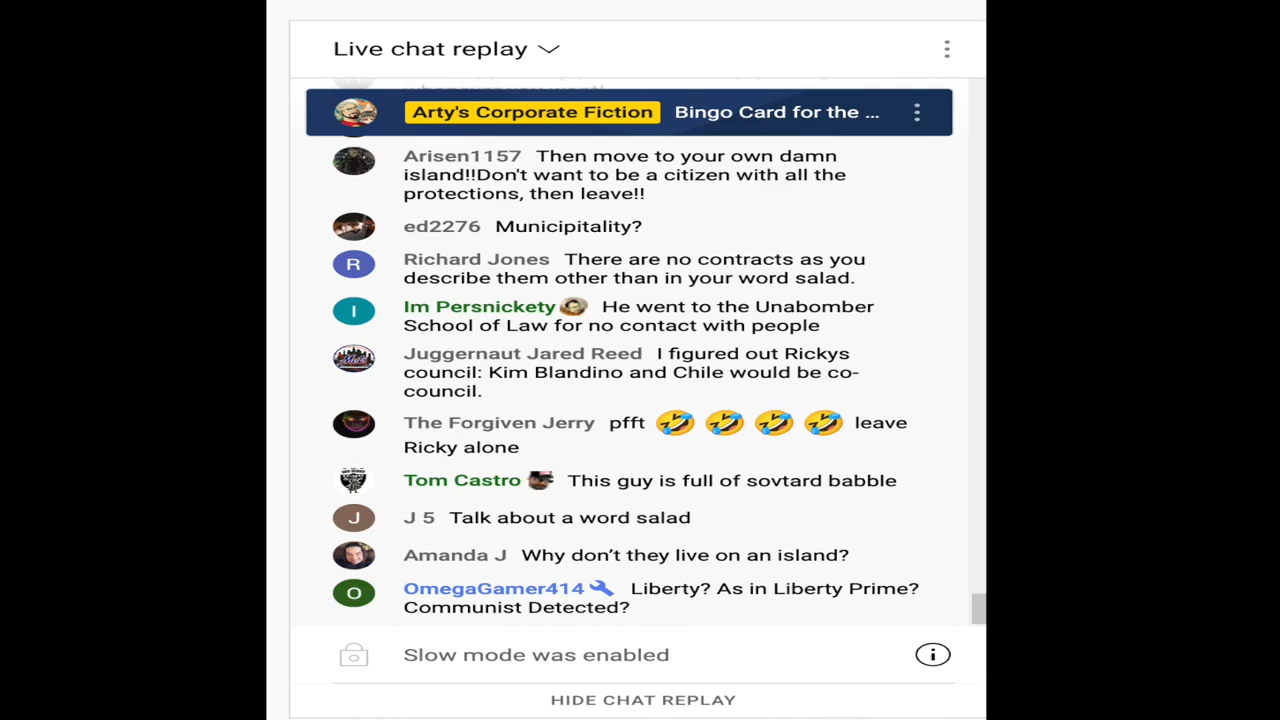 Live chat replay
Arty's Corporate Fiction Bingo Card for the ...
Arisen1157 Then move to your own damn
island!!Don't want to be a citizen with all the
protections, then leave!!
ed2276 Municipitality?
R Richard Jones There are no contracts as you
describe them other than in your word salad.
I Im Persnickety He went to the Unabomber
School of Law for no contact with people
Juggernaut Jared Reed I figured out Rickys
council: Kim Blandino and Chile would be co-
council.
The Forgiven Jerry pfft 🤣 🤣 🤣 🤣 leave
Ricky alone
Tom Castro This guy is full of sovtard babble
J J 5 Talk about a word salad
Amanda J Why don’t they live on an island?
O OmegaGamer414 Liberty? As in Liberty Prime?
Communist Detected?
Slow mode was enabled
HIDE CHAT REPLAY